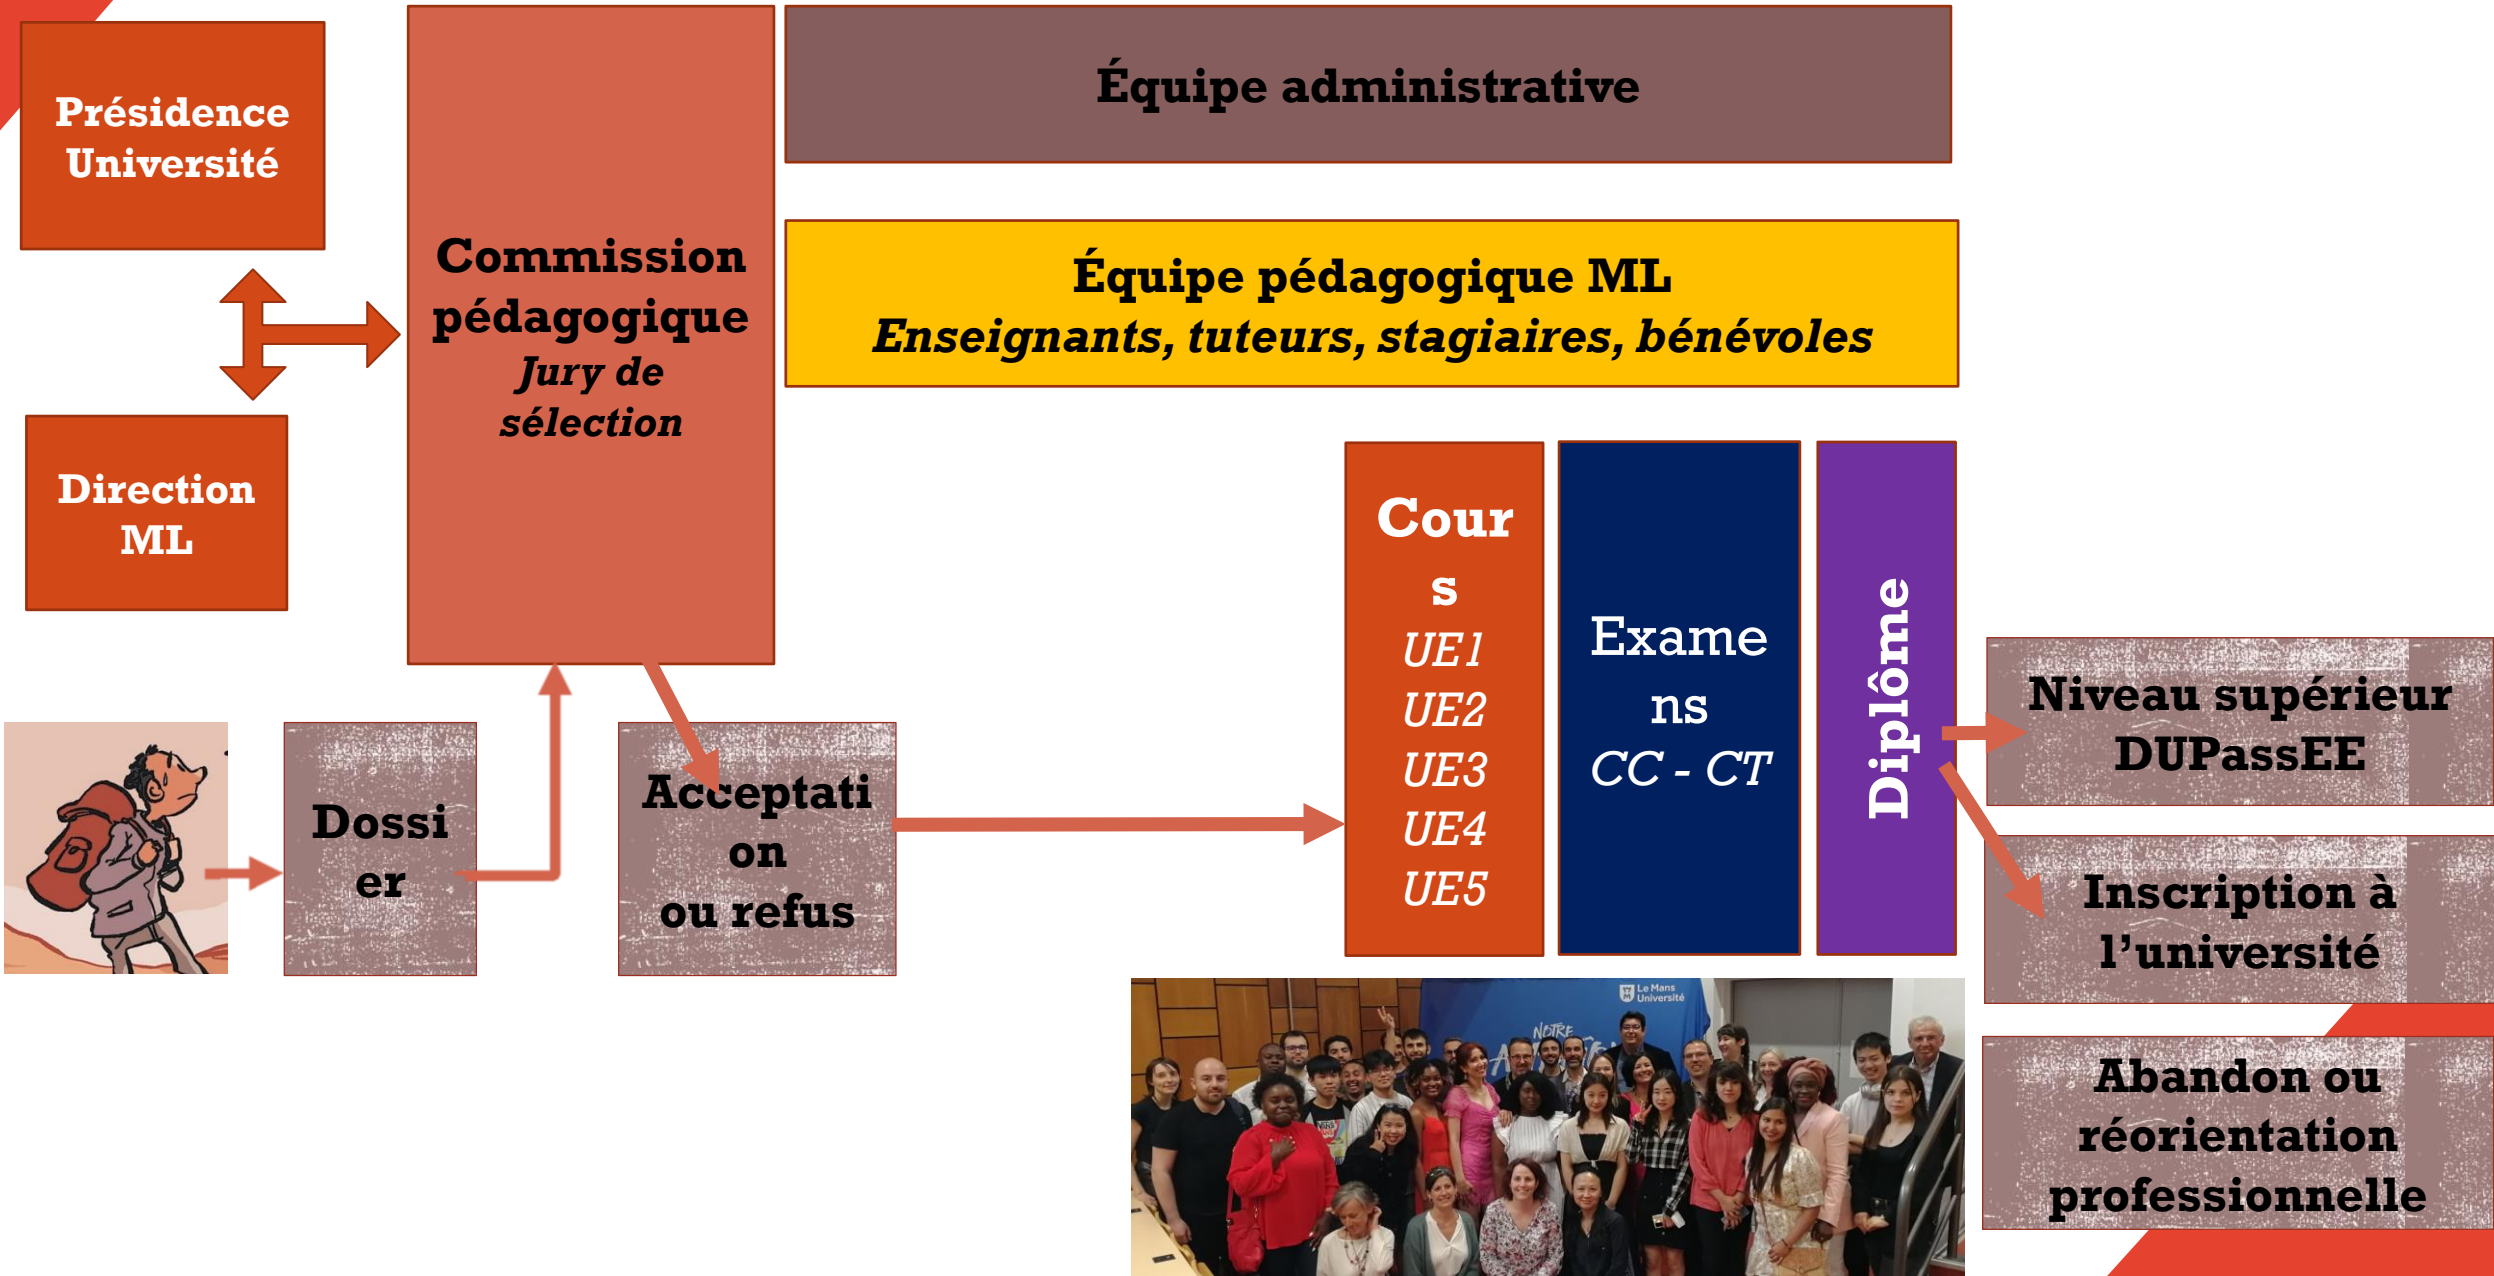 Présidence
Université
Direction
ML
Commission
pédagogique
Jury de
sélection
Équipe administrative
Équipe pédagogique ML
Enseignants, tuteurs, stagiaires, bénévoles
Dossi
er
Acceptati
on
ou refus
Cour
s
UE1
UE2
UE3
UE4
UE5
Exame
ns
CC - CT
Diplôme
Niveau supérieur
DUPassEE
Inscription à
l’université
Abandon ou
réorientation
professionnelle
Le Mans
Université
NOTRE